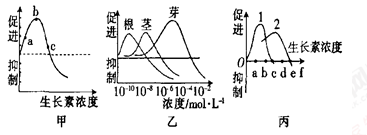 促进
抑制
a
b
c
生长素浓度
甲
促进
抑制
根 茎 芽
10⁻¹⁰ 10⁻⁸ 10⁻⁶ 10⁻⁴ 10⁻²
浓度/mol·L⁻¹
乙
促进
抑制
1
2
生长素浓度
0 a b c d e f
丙